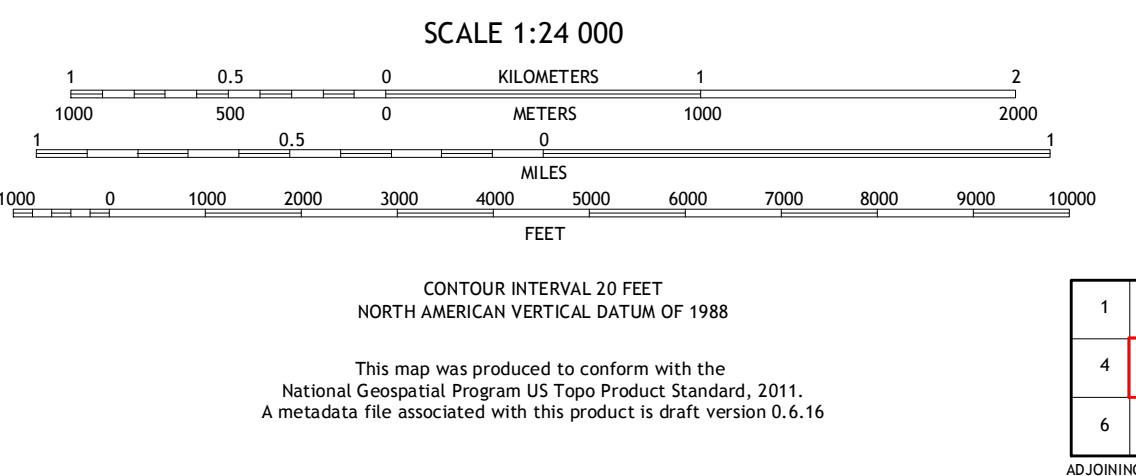 SCALE 1:24 000
1 0.5 0 KILOMETERS 1 2
1000 500 0 METERS 1000 2000
1 0.5 0 1
MILES
1000 0 1000 2000 3000 4000 5000 6000 7000 8000 9000 10000
FEET
CONTOUR INTERVAL 20 FEET
NORTH AMERICAN VERTICAL DATUM OF 1988
This map was produced to conform with the
National Geospatial Program US Topo Product Standard, 2011.
A metadata file associated with this product is draft version 0.6.16
1
4
6
ADJOINING